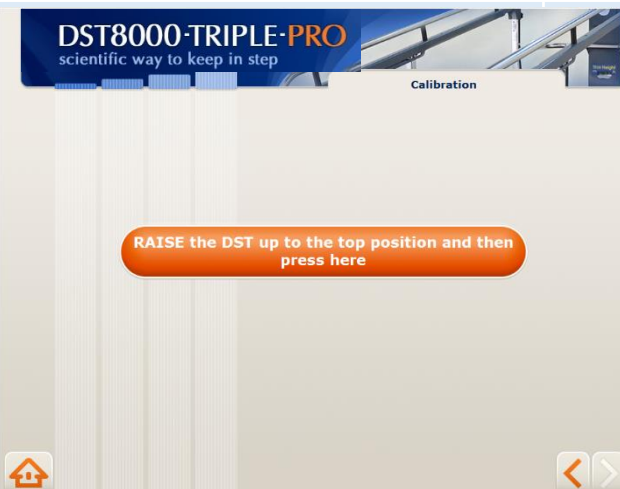 DST8000-TRIPLE-PRO
scientific way to keep in step
Calibration
RAISE the DST up to the top position and then
press here